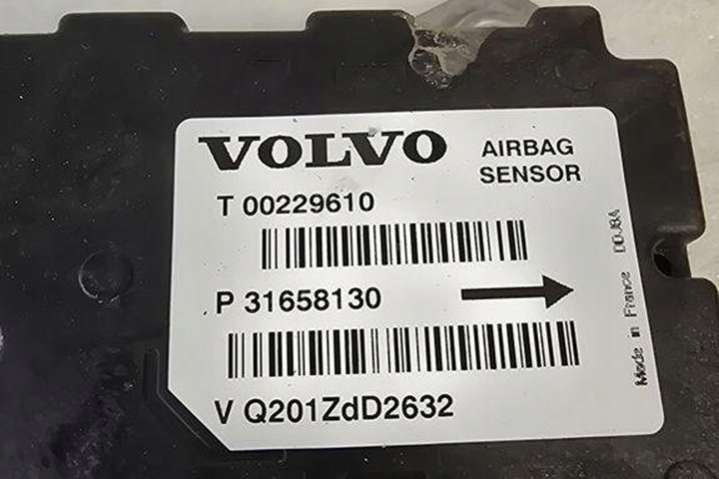 VOLVO
AIRBAG
SENSOR
T 00229610
P 31658130
V Q201ZdD2632
Made in France